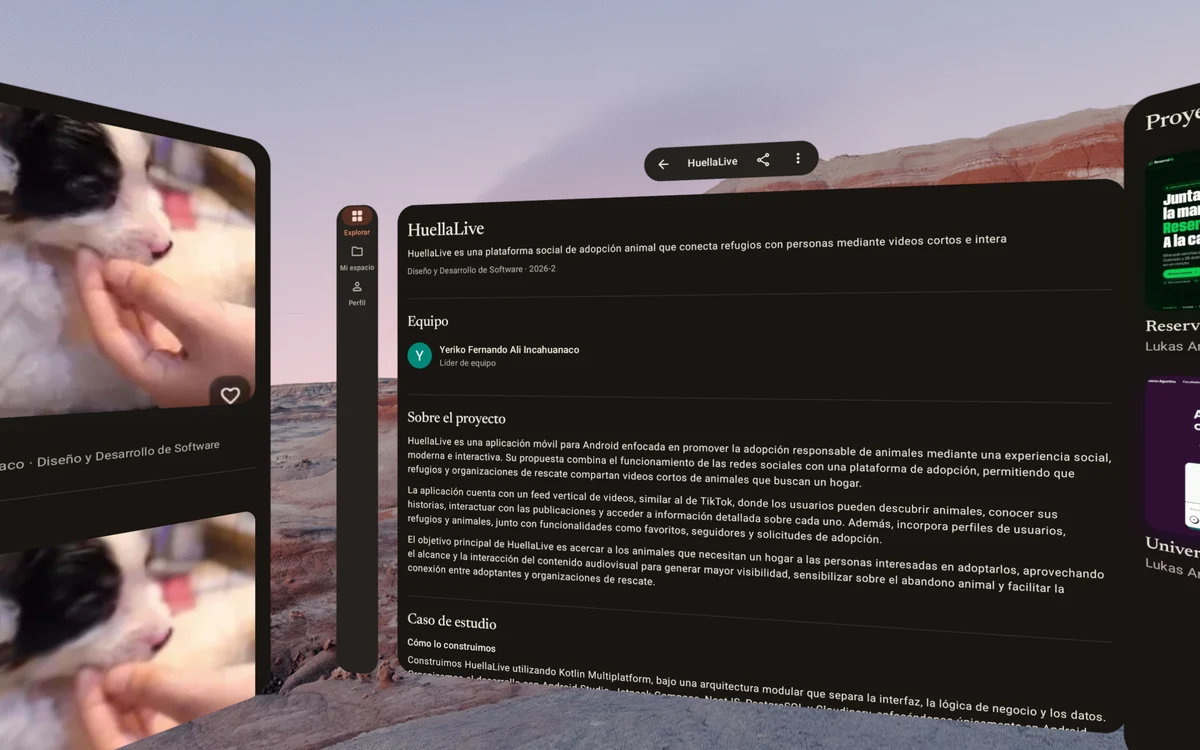 aco · Diseño y Desarrollo de Software
Explorar
Mi espacio
Perfil
HuellaLive
HuellaLive
HuellaLive es una plataforma social de adopción animal que conecta refugios con personas mediante videos cortos e intera
Diseño y Desarrollo de Software · 2026-2
Equipo
Y
Yeriko Fernando Ali Incahuanaco
Líder de equipo
Sobre el proyecto
HuellaLive es una aplicación móvil para Android enfocada en promover la adopción responsable de animales mediante una experiencia social,
moderna e interactiva. Su propuesta combina el funcionamiento de las redes sociales con una plataforma de adopción, permitiendo que
refugios y organizaciones de rescate compartan videos cortos de animales que buscan un hogar.
La aplicación cuenta con un feed vertical de videos, similar al de TikTok, donde los usuarios pueden descubrir animales, conocer sus
historias, interactuar con las publicaciones y acceder a información detallada sobre cada uno. Además, incorpora perfiles de usuarios,
refugios y animales, junto con funcionalidades como favoritos, seguidores y solicitudes de adopción.
El objetivo principal de HuellaLive es acercar a los animales que necesitan un hogar a las personas interesadas en adoptarlos, aprovechando
el alcance y la interacción del contenido audiovisual para generar mayor visibilidad, sensibilizar sobre el abandono animal y facilitar la
conexión entre adoptantes y organizaciones de rescate.
Caso de estudio
Cómo lo construimos
Construimos HuellaLive utilizando Kotlin Multiplatform, bajo una arquitectura modular que separa la interfaz, la lógica de negocio y los datos.
Proye
Junta
la ma
Reser
A la ca
Reserv
Lukas An
Univer
Lukas An